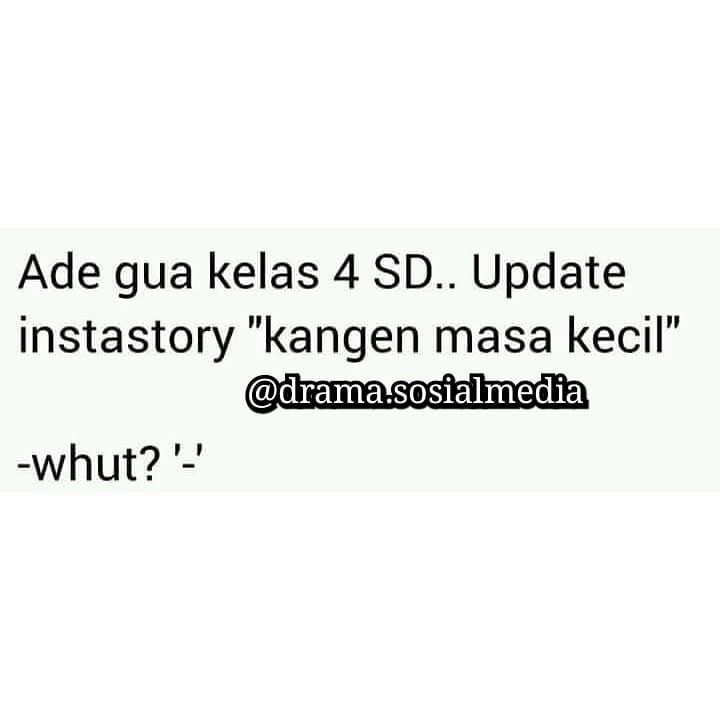 Ade gua kelas 4 SD.. Update
instastory "kangen masa kecil"
@drama.sosialmedia
-whut? '-'